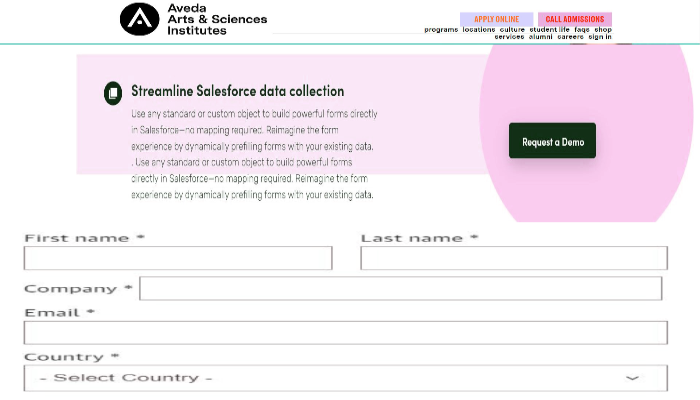 Aveda
Arts & Sciences
Institutes
APPLY ONLINE
CALL ADMISSIONS
programs locations culture student life faqs shop
services alumni careers sign in
Streamline Salesforce data collection
Use any standard or custom object to build powerful forms directly
in Salesforce—no mapping required. Reimagine the form
experience by dynamically prefilling forms with your existing data.
. Use any standard or custom object to build powerful forms
directly in Salesforce—no mapping required. Reimagine the form
experience by dynamically prefilling forms with your existing data.
Request a Demo
First name *
Last name *
Company *
Email *
Country *
- Select Country -